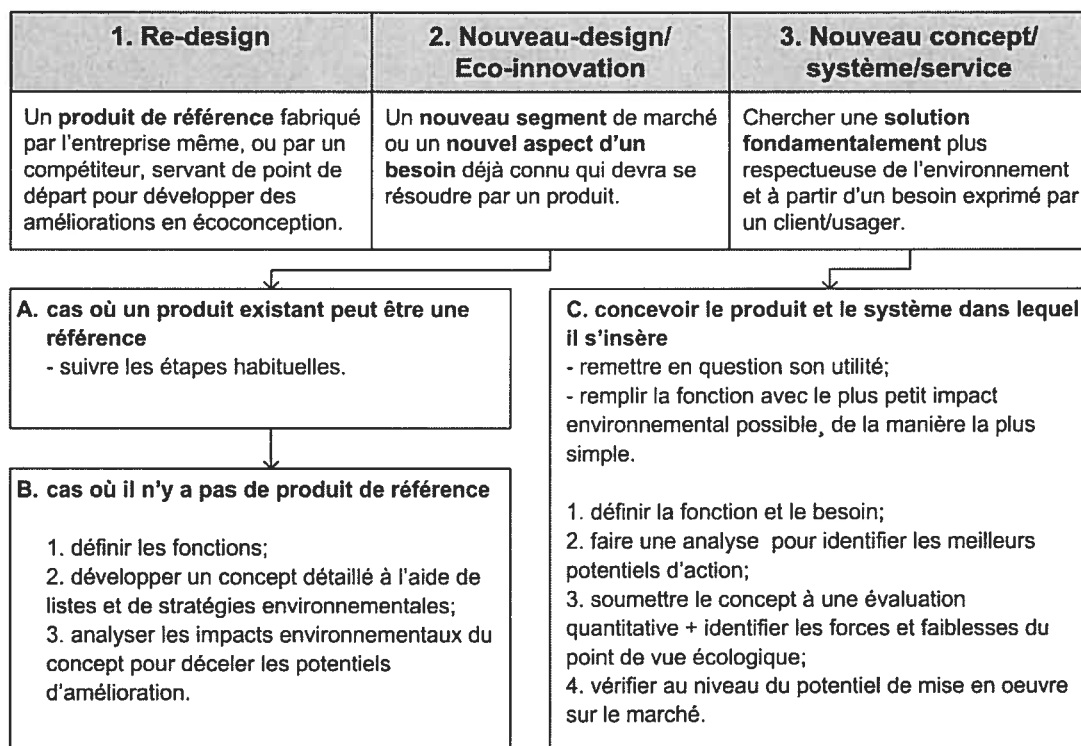 1. Re-design
2. Nouveau-design/
Eco-innovation
3. Nouveau concept/
système/service
Un produit de référence fabriqué
par l'entreprise même, ou par un
compétiteur, servant de point de
départ pour développer des
améliorations en écoconception.
Un nouveau segment de marché
ou un nouvel aspect d'un
besoin déjà connu qui devra se
résoudre par un produit.
Chercher une solution
fondamentalement plus
respectueuse de l'environnement
et à partir d'un besoin exprimé par
un client/usager.
A. cas où un produit existant peut être une
référence
- suivre les étapes habituelles.
B. cas où il n'y a pas de produit de référence
1. définir les fonctions;
2. développer un concept détaillé à l'aide de
listes et de stratégies environnementales;
3. analyser les impacts environnementaux du
concept pour déceler les potentiels
d'amélioration.
C. concevoir le produit et le système dans lequel
il s'insère
- remettre en question son utilité;
- remplir la fonction avec le plus petit impact
environnemental possible, de la manière la plus
simple.
1. définir la fonction et le besoin;
2. faire une analyse pour identifier les meilleurs
potentiels d'action;
3. soumettre le concept à une évaluation
quantitative + identifier les forces et faiblesses du
point de vue écologique;
4. vérifier au niveau du potentiel de mise en oeuvre
sur le marché.